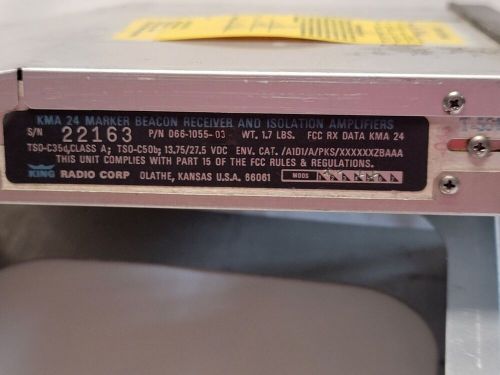 KMA 24 MARKER BEACON RECEIVER AND ISOLATION AMPLIFIERS
S/N 22163 P/N 066-1055-03 WT. 1.7 LBS. FCC RX DATA KMA 24
TSO-C35d,CLASS A; TSO-C50b; 13.75/27.5 VDC ENV. CAT. /A1D1/A/PKS/XXXXXXZBAAA
THIS UNIT COMPLIES WITH PART 15 OF THE FCC RULES & REGULATIONS.
KING RADIO CORP OLATHE, KANSAS U.S.A. 66061 MODS